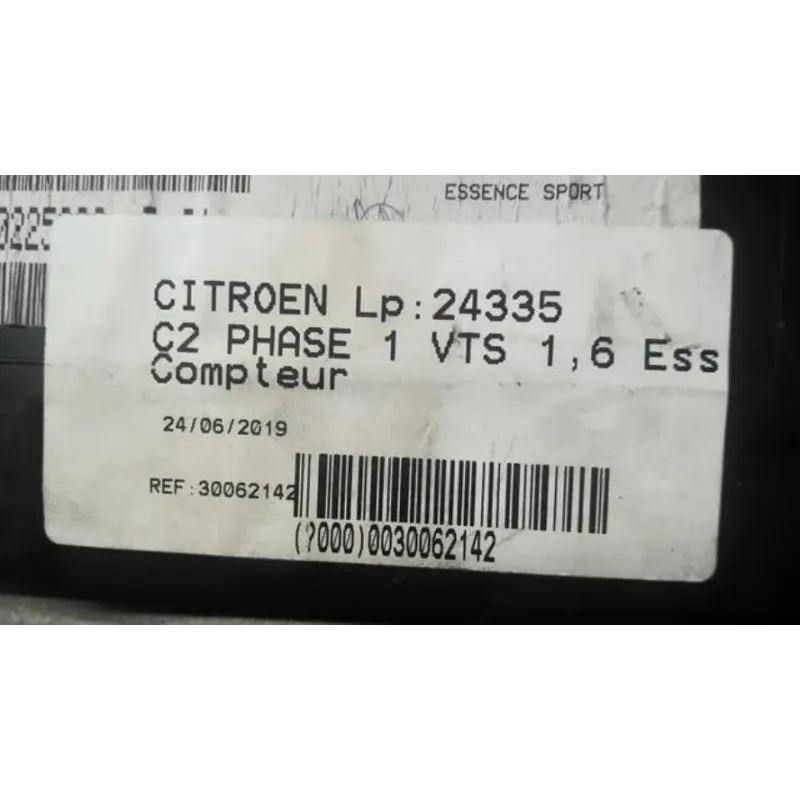 ESSENCE SPORT
CITROEN Lp:24335
C2 PHASE 1 VTS 1,6 Ess
Compteur
24/06/2019
REF:30062142
(?000)0030062142